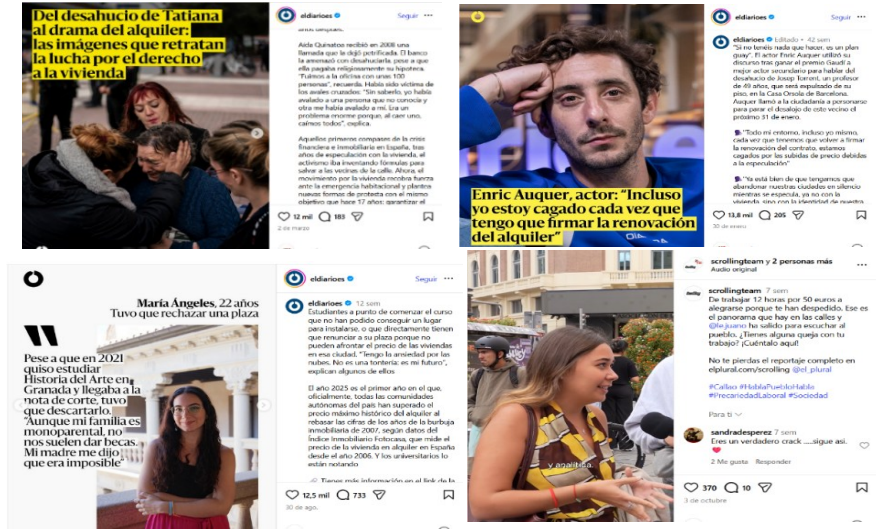 Del desahucio de Tatiana
al drama del alquiler:
las imágenes que retratan
la lucha por el derecho
a la vivienda
eldiarioes
Seguir
Aída Quinatoa recibió en 2008 una
llamada que la dejó petrificada. El banco
la amenazó con desahuciarla, pese a que
ella pagaba religiosamente su hipoteca.
"Fuimos a la oficina con unas 100
personas", recuerda. Había sido víctima de
los avales cruzados: "Sin saberlo, yo había
avalado a una persona que no conocía y
otra me había avalado a mí. Era un
problema enorme porque, al caer uno,
caímos todos", explica.
Aquellos primeros compases de la crisis
financiera e inmobiliaria en España, tras
años de especulación con la vivienda, el
activismo iba inventando fórmulas para
salvar a las vecinas de la calle. Ahora, el
movimiento por la vivienda recobra fuerza
ante la emergencia habitacional y plantea
nuevas formas de protesta con el mismo
objetivo que hace 17 años: garantizar el
12 mil 183
2 de marzo
Enric Auquer, actor: “Incluso
yo estoy cagado cada vez que
tengo que firmar la renovación
del alquiler”
eldiarioes
Seguir
eldiarioes Editado • 42 sem
"Si no tenéis nada que hacer, es un plan
guay". El actor Enric Auquer utilizó su
discurso tras ganar el premio Gaudí a
mejor actor secundario para hablar del
desahucio de Josep Torrent, un profesor
de 49 años, que será expulsado de su
piso, en la Casa Orsola de Barcelona.
Auquer llamó a la ciudadanía a personarse
para parar el desalojo de este vecino el
próximo 31 de enero.
"Todo mi entorno, incluso yo mismo,
cada vez que tenemos que volver a firmar
la renovación del contrato, estamos
cagados por las subidas de precio debidas
a la especulación"
"Ya está bien de que tengamos que
abandonar nuestras ciudades en silencio
mientras se especula, ya no con la
vivienda, sino con la identidad de nuestra
13,8 mil 205
30 de enero
María Ángeles, 22 años
Tuvo que rechazar una plaza
Pese a que en 2021
quiso estudiar
Historia del Arte en
Granada y llegaba a la
nota de corte, tuvo
que descartarlo.
“Aunque mi familia es
monoparental, no
nos suelen dar becas.
Mi madre me dijo
que era imposible”
eldiarioes
Seguir
eldiarioes 12 sem
Estudiantes a punto de comenzar el curso
que no han podido conseguir un lugar
para instalarse, o que directamente tienen
que renunciar a su plaza porque no
pueden afrontar el precio de las viviendas
en esa ciudad. "Tengo la ansiedad por las
nubes. No es una tontería: es mi futuro",
explican algunos de ellos
El año 2025 es el primer año en el que,
oficialmente, todas las comunidades
autónomas del país han superado el
precio máximo histórico del alquiler al
rebasar las cifras de los años de la burbuja
inmobiliaria de 2007, según datos del
Índice Inmobiliario Fotocasa, que mide el
precio de la vivienda en alquiler en España
desde el año 2006. Y los universitarios lo
están notando
Tienes más información en el link de la
12,5 mil 733
30 de ago.
y analítica.
scrollingteam y 2 personas más
Audio original
scrollingteam 7 sem
De trabajar 12 horas por 50 euros a
alegrarse porque te han despedido. Ese es
el panorama que hay en las calles y
@fe.juano ha salido para escuchar al
pueblo. ¿Tienes alguna queja con tu
trabajo? ¡Cuéntalo aquí!
No te pierdas el reportaje completo en
elplural.com/scrolling @el_plural
#Callao #HablaPuebloHabla
#PrecariedadLaboral #Sociedad
Para ti
sandradesperez 7 sem
Eres un verdadero crack .....sigue así.
2 Me gusta Responder
370 10
3 de octubre